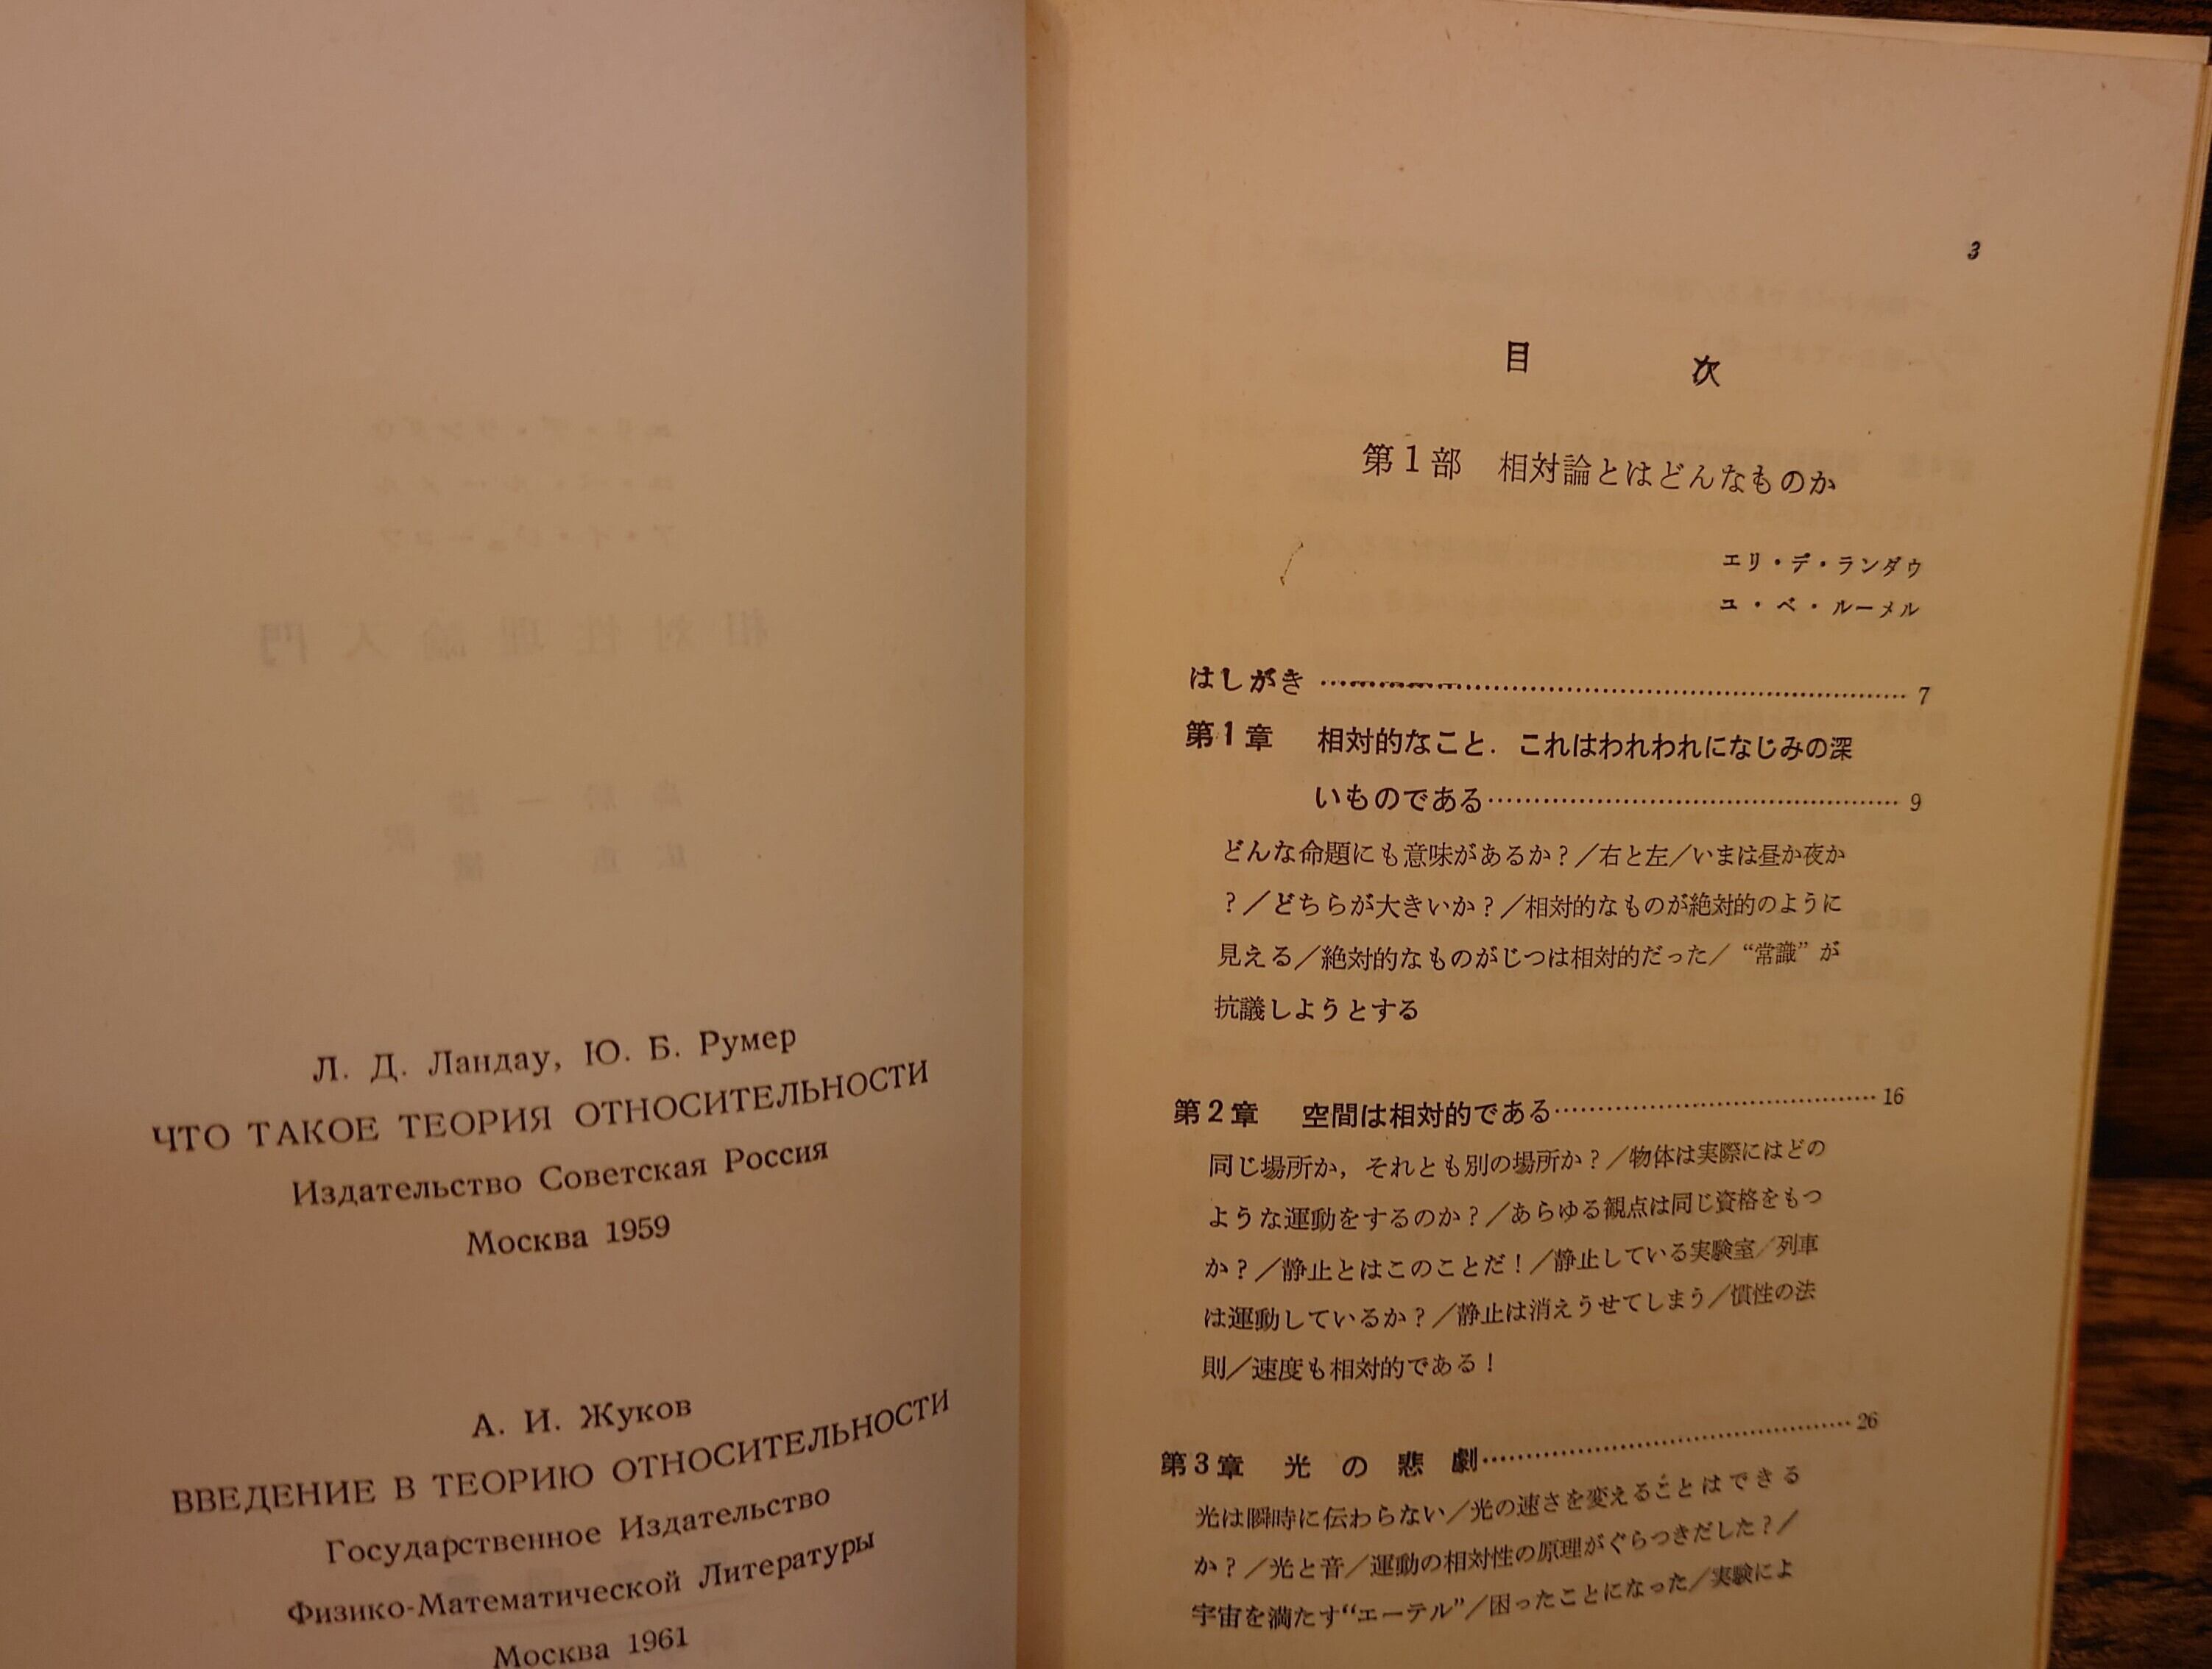 Л. Д. Ландау, Ю. Б. Румер
ЧТО ТАКОЕ ТЕОРИЯ ОТНОСИТЕЛЬНОСТИ
Издательство Советская Россия
Москва 1959
А. И. Жуков
ВВЕДЕНИЕ В ТЕОРИЮ ОТНОСИТЕЛЬНОСТИ
Государственное Издательство
Физико-Математической Литературы
Москва 1961
3
目 次
第1部 相対論とはどんなものか
エリ・デ・ランダウ
ユ・ベ・ルーメル
はしがき……………………………………………………7
第1章 相対的なこと．これはわれわれになじみの深
いものである……………………………………9
どんな命題にも意味があるか？／右と左／いまは昼か夜か
？／どちらが大きいか？／相対的なものが絶対的のように
見える／絶対的なものがじつは相対的だった／“常識”が
抗議しようとする
第2章 空間は相対的である……………………………16
同じ場所か，それとも別の場所か？／物体は実際にはどの
ような運動をするのか？／あらゆる観点は同じ資格をもつ
か？／静止とはこのことだ！／静止している実験室／列車
は運動しているか？／静止は消えうせてしまう／慣性の法
則／速度も相対的である！
第3章 光の悲劇…………………………………26
光は瞬時に伝わらない／光の速さを変えることはできる
か？／光と音／運動の相対性の原理がぐらつきだした？／
宇宙を満たす“エーテル”／困ったことになった／実験によ